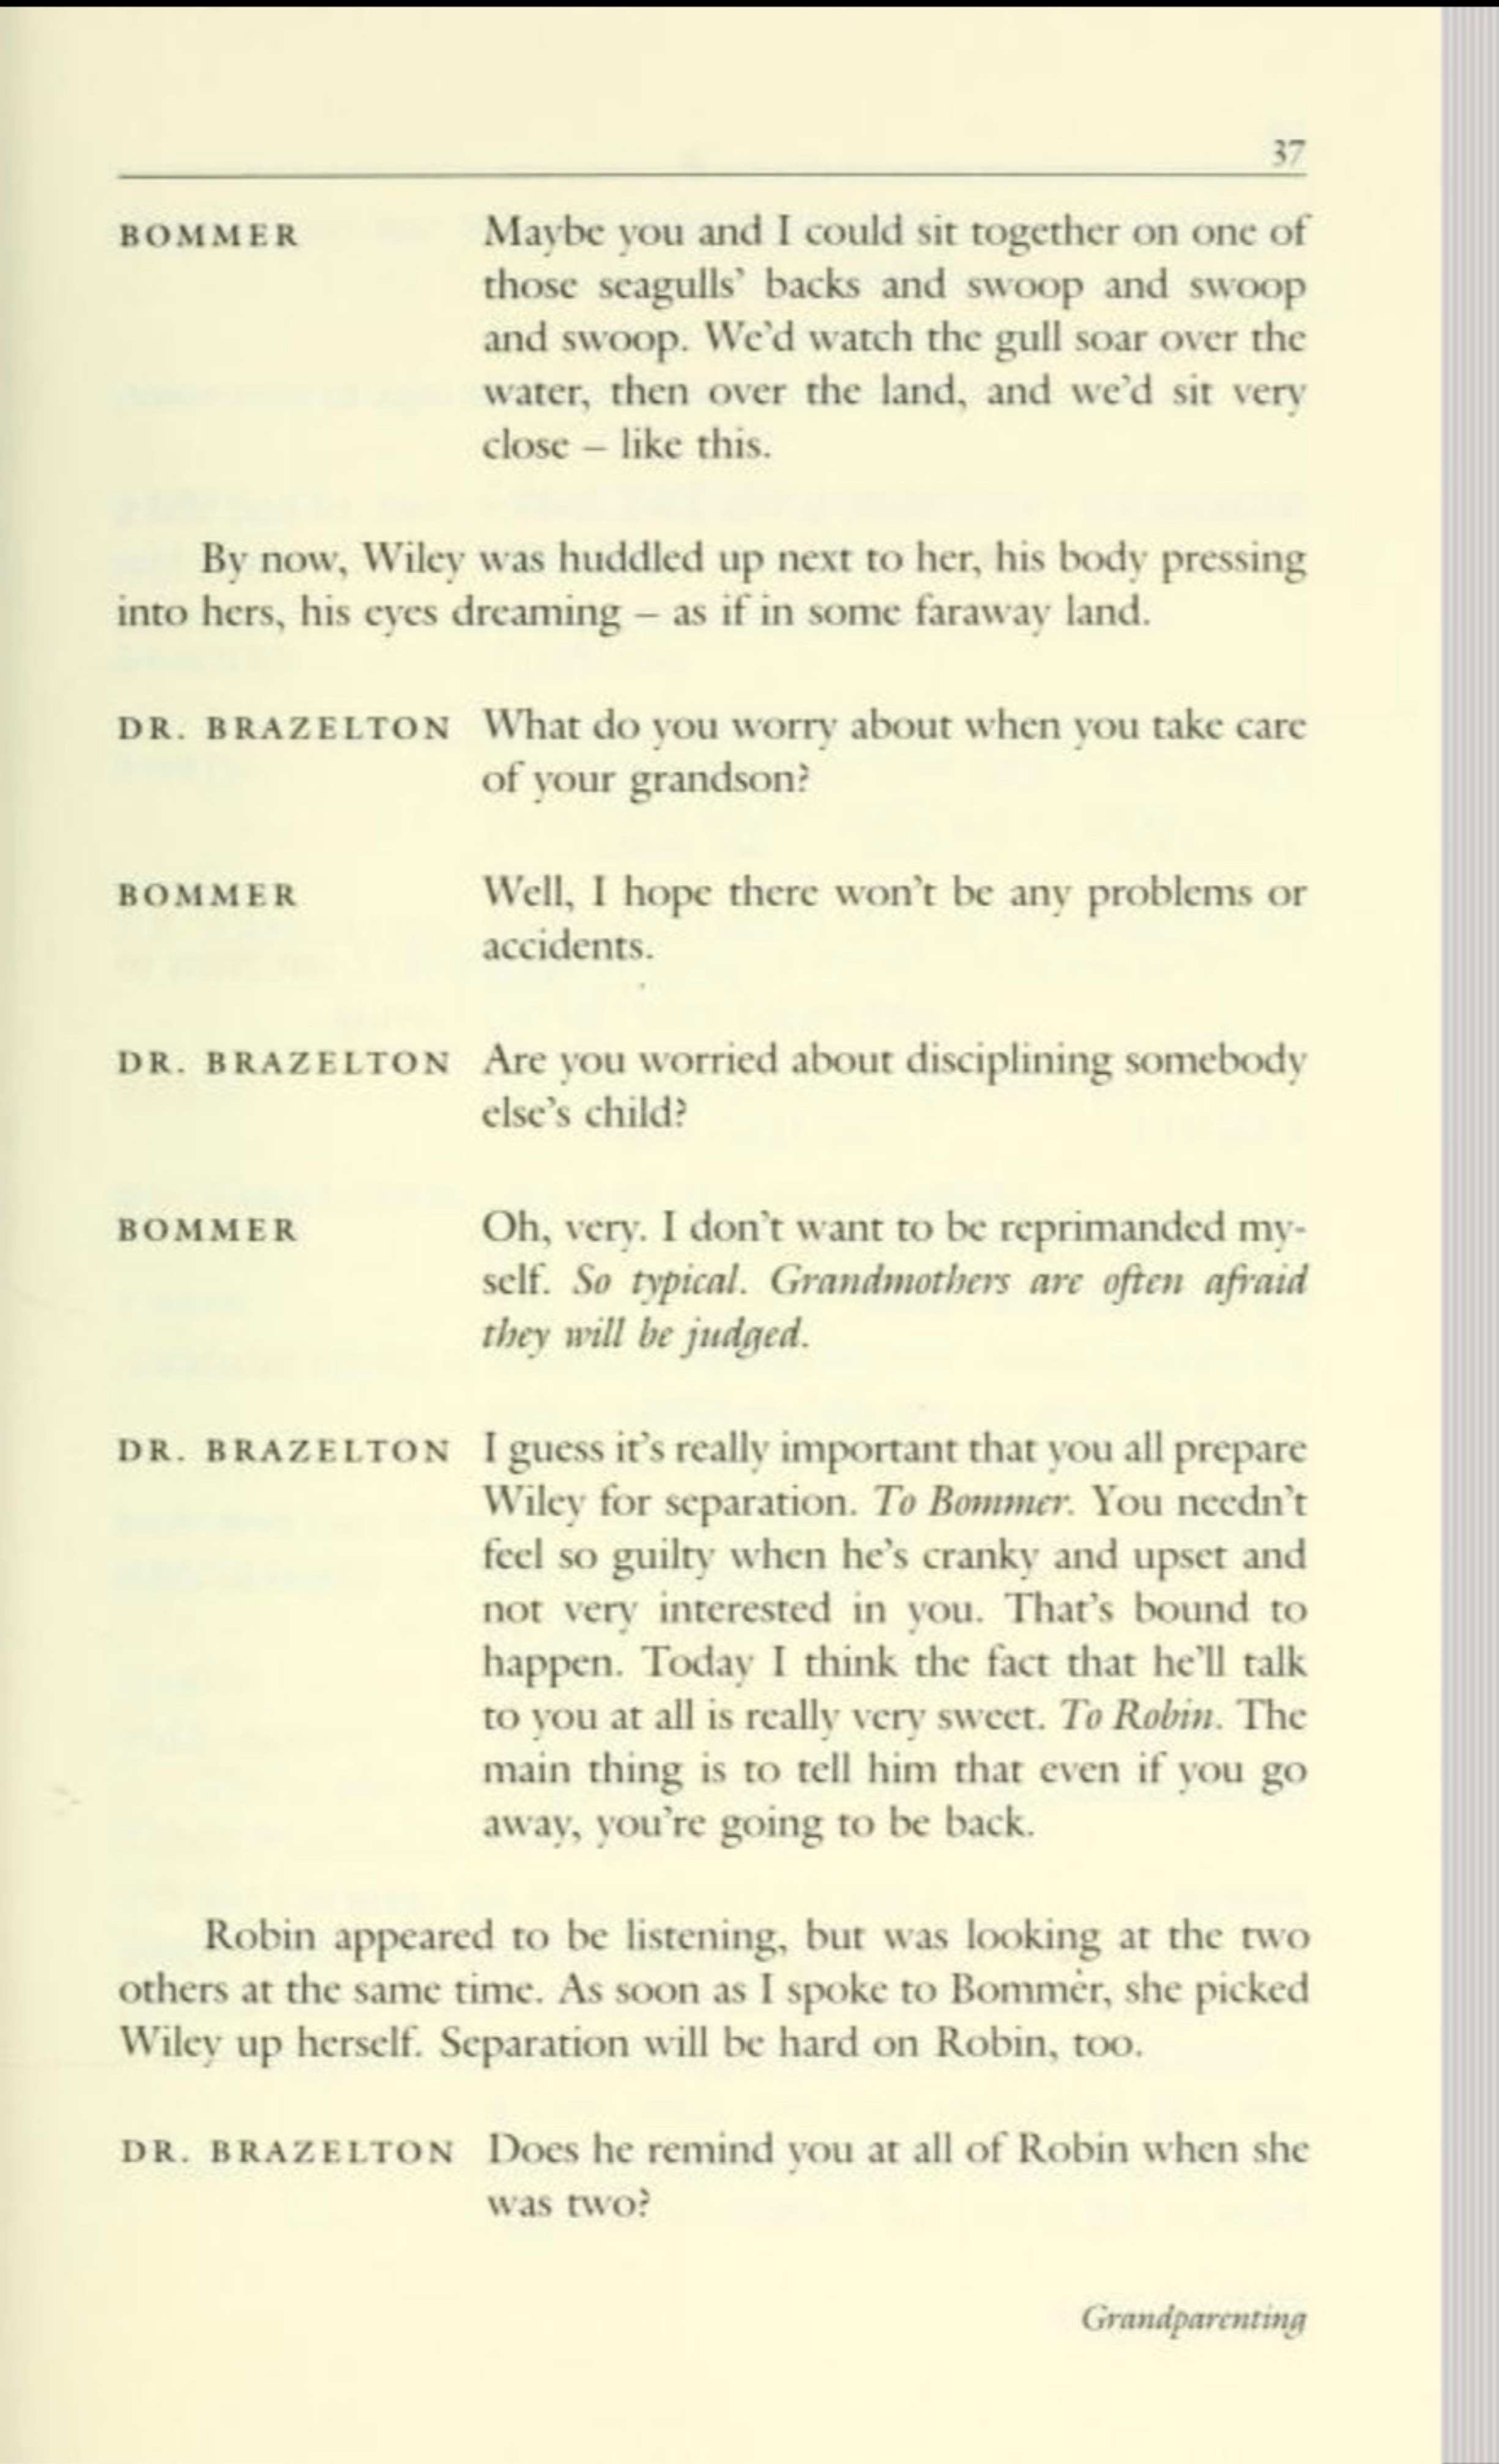 37
BOMMER Maybe you and I could sit together on one of
those seagulls' backs and swoop and swoop
and swoop. We'd watch the gull soar over the
water, then over the land, and we'd sit very
close – like this.
By now, Wiley was huddled up next to her, his body pressing
into hers, his eyes dreaming – as if in some faraway land.
DR. BRAZELTON What do you worry about when you take care
of your grandson?
BOMMER Well, I hope there won't be any problems or
accidents.
DR. BRAZELTON Are you worried about disciplining somebody
else's child?
BOMMER Oh, very. I don't want to be reprimanded my-
self. So typical. Grandmothers are often afraid
they will be judged.
DR. BRAZELTON I guess it's really important that you all prepare
Wiley for separation. To Bommer. You needn't
feel so guilty when he's cranky and upset and
not very interested in you. That's bound to
happen. Today I think the fact that he'll talk
to you at all is really very sweet. To Robin. The
main thing is to tell him that even if you go
away, you're going to be back.
Robin appeared to be listening, but was looking at the two
others at the same time. As soon as I spoke to Bommer, she picked
Wiley up herself. Separation will be hard on Robin, too.
DR. BRAZELTON Does he remind you at all of Robin when she
was two?
Grandparenting